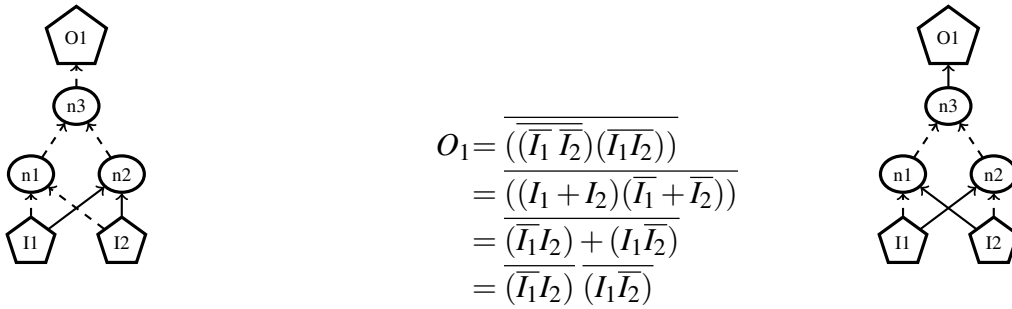 O1
n3
n1 n2
I1 I2
$O_1 = \overline{(\overline{(\overline{I_1}\ \overline{I_2})}(\overline{I_1 I_2}))}$
$= \overline{((I_1 + I_2)(\overline{I_1} + \overline{I_2}))}$
$= \overline{(\overline{I_1} I_2) + (I_1 \overline{I_2})}$
$= \overline{(\overline{I_1} I_2)}\ \overline{(I_1 \overline{I_2})}$
O1
n3
n1 n2
I1 I2